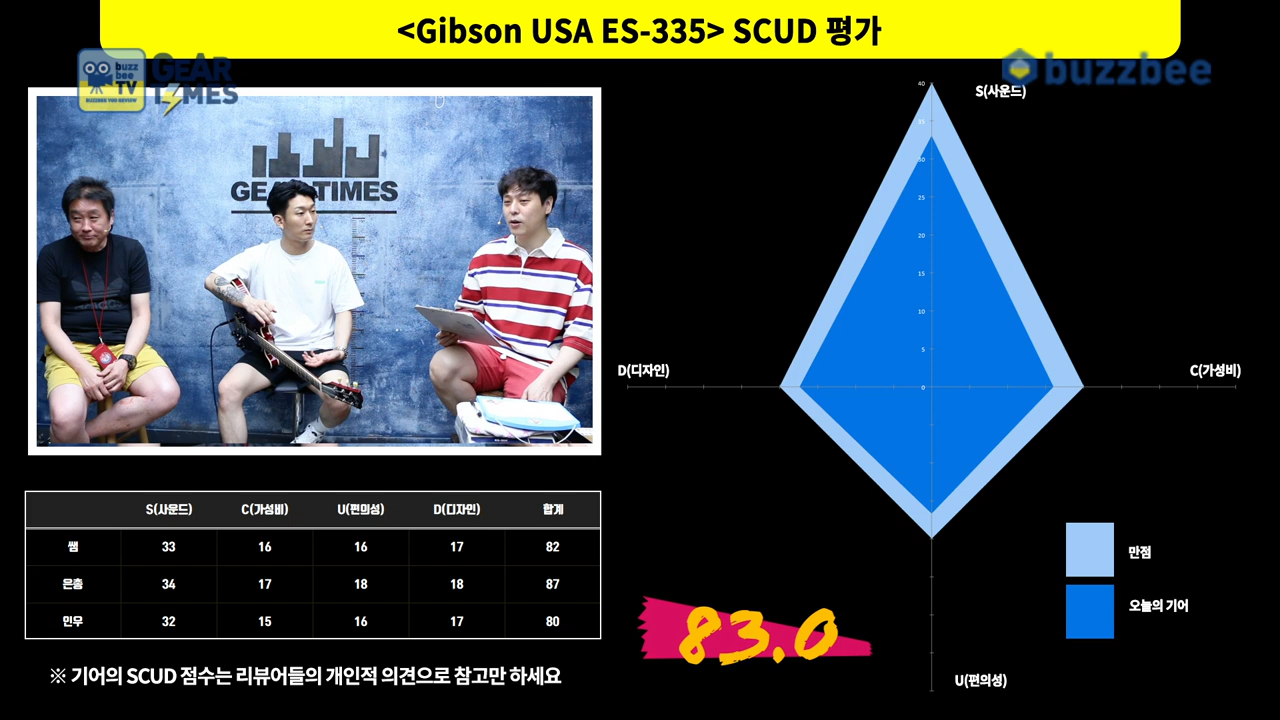 <Gibson USA ES-335> SCUD 평가
buzz
bee
TV
BUZZBEE YOU REVIEW
GEAR
TIMES
buzzbee
GEAR TIMES
S(사운드) C(가성비) U(편의성) D(디자인) 합계
쌤 33 16 16 17 82
은총 34 17 18 18 87
민우 32 15 16 17 80
※ 기어의 SCUD 점수는 리뷰어들의 개인적 의견으로 참고만 하세요
S(사운드)
40
35
30
25
20
15
10
5
0
D(디자인)
C(가성비)
U(편의성)
만점
오늘의 기어
83.0